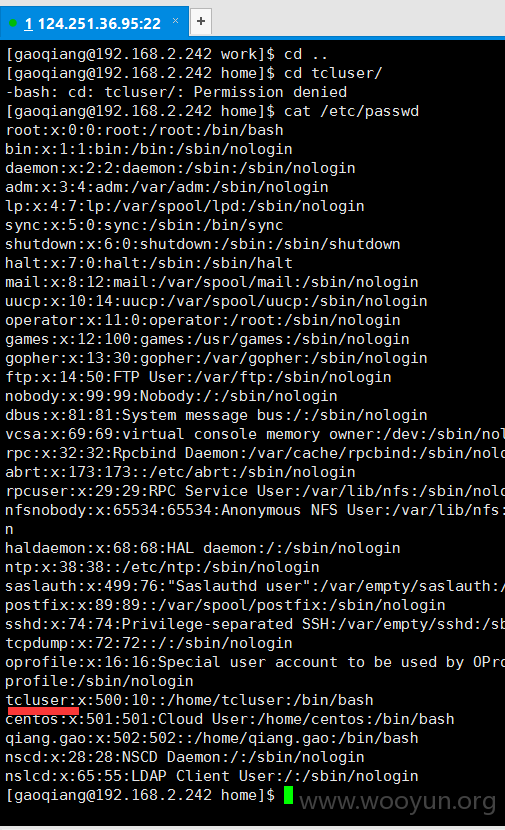 1 124.251.36.95:22 × +
[gaoqiang@192.168.2.242 work]$ cd ..
[gaoqiang@192.168.2.242 home]$ cd tcluser/
-bash: cd: tcluser/: Permission denied
[gaoqiang@192.168.2.242 home]$ cat /etc/passwd
root:x:0:0:root:/root:/bin/bash
bin:x:1:1:bin:/bin:/sbin/nologin
daemon:x:2:2:daemon:/sbin:/sbin/nologin
adm:x:3:4:adm:/var/adm:/sbin/nologin
lp:x:4:7:lp:/var/spool/lpd:/sbin/nologin
sync:x:5:0:sync:/sbin:/bin/sync
shutdown:x:6:0:shutdown:/sbin:/sbin/shutdown
halt:x:7:0:halt:/sbin:/sbin/halt
mail:x:8:12:mail:/var/spool/mail:/sbin/nologin
uucp:x:10:14:uucp:/var/spool/uucp:/sbin/nologin
operator:x:11:0:operator:/root:/sbin/nologin
games:x:12:100:games:/usr/games:/sbin/nologin
gopher:x:13:30:gopher:/var/gopher:/sbin/nologin
ftp:x:14:50:FTP User:/var/ftp:/sbin/nologin
nobody:x:99:99:Nobody:/:/sbin/nologin
dbus:x:81:81:System message bus:/:/sbin/nologin
vcsa:x:69:69:virtual console memory owner:/dev:/sbin/nol
rpc:x:32:32:Rpcbind Daemon:/var/cache/rpcbind:/sbin/nolo
abrt:x:173:173::/etc/abrt:/sbin/nologin
rpcuser:x:29:29:RPC Service User:/var/lib/nfs:/sbin/nolo
nfsnobody:x:65534:65534:Anonymous NFS User:/var/lib/nfs:
n
haldaemon:x:68:68:HAL daemon:/:/sbin/nologin
ntp:x:38:38::/etc/ntp:/sbin/nologin
saslauth:x:499:76:"Saslauthd user":/var/empty/saslauth:/
postfix:x:89:89::/var/spool/postfix:/sbin/nologin
sshd:x:74:74:Privilege-separated SSH:/var/empty/sshd:/sb
tcpdump:x:72:72::/:/sbin/nologin
oprofile:x:16:16:Special user account to be used by OPro
profile:/sbin/nologin
tcluser:x:500:10::/home/tcluser:/bin/bash
centos:x:501:501:Cloud User:/home/centos:/bin/bash
qiang.gao:x:502:502::/home/qiang.gao:/bin/bash
nscd:x:28:28:NSCD Daemon:/:/sbin/nologin
nslcd:x:65:55:LDAP Client User:/:/sbin/nologin
[gaoqiang@192.168.2.242 home]$
www.wooyun.org